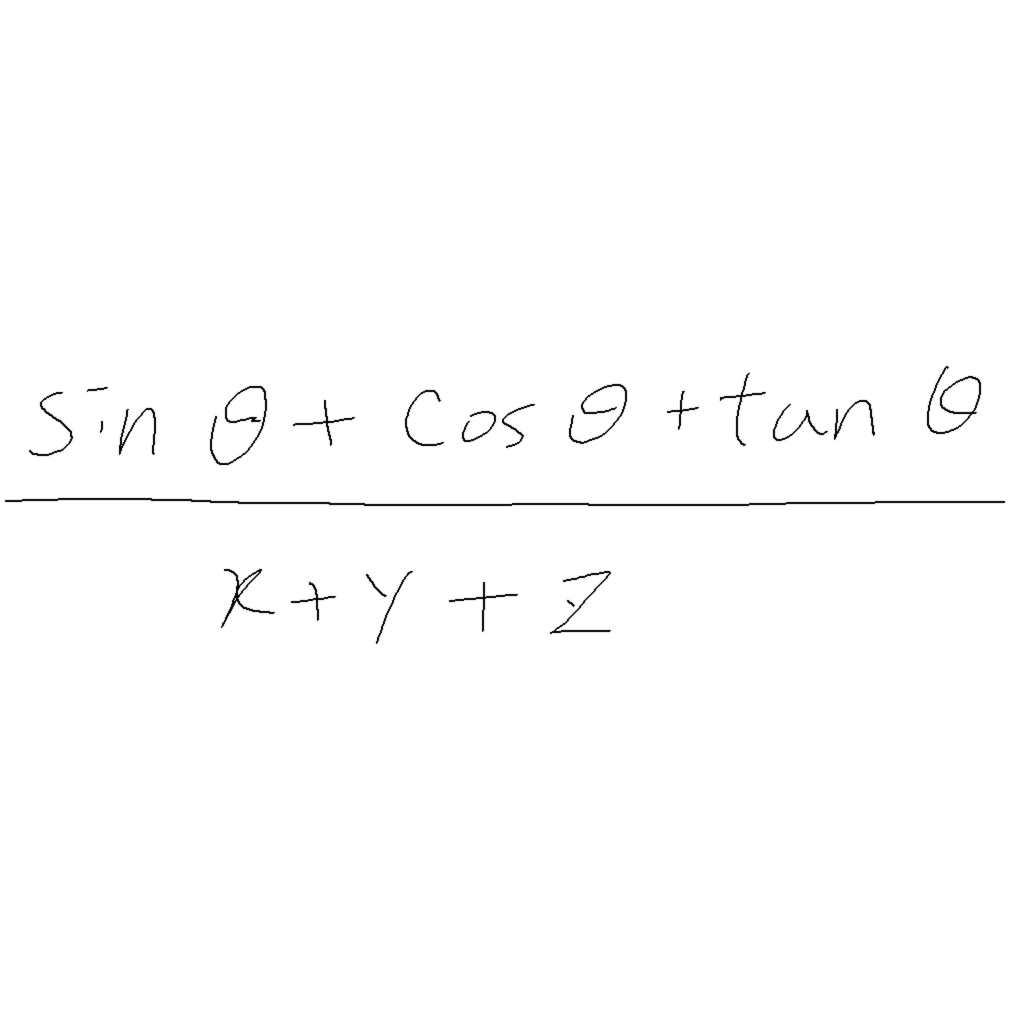 sin θ + cos θ + tan θ
x + y + z